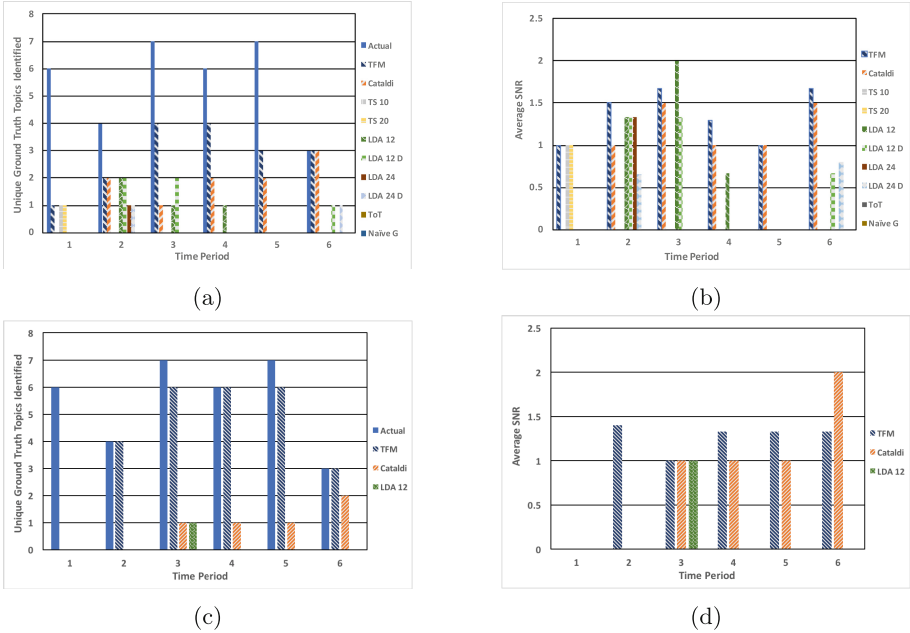 8
7
6
5
4
3
2
1
0
Unique Ground Truth Topics Identified
1 2 3 4 5 6
Time Period
Actual
TFM
Cataldi
TS 10
TS 20
LDA 12
LDA 12 D
LDA 24
LDA 24 D
ToT
Naïve G
(a)
2.5
2
1.5
1
0.5
0
Average SNR
1 2 3 4 5 6
Time Period
TFM
Cataldi
TS 10
TS 20
LDA 12
LDA 12 D
LDA 24
LDA 24 D
ToT
Naïve G
(b)
8
7
6
5
4
3
2
1
0
Unique Ground Truth Topics Identified
1 2 3 4 5 6
Time Period
Actual
TFM
Cataldi
LDA 12
(c)
2.5
2
1.5
1
0.5
0
Average SNR
1 2 3 4 5 6
Time Period
TFM
Cataldi
LDA 12
(d)